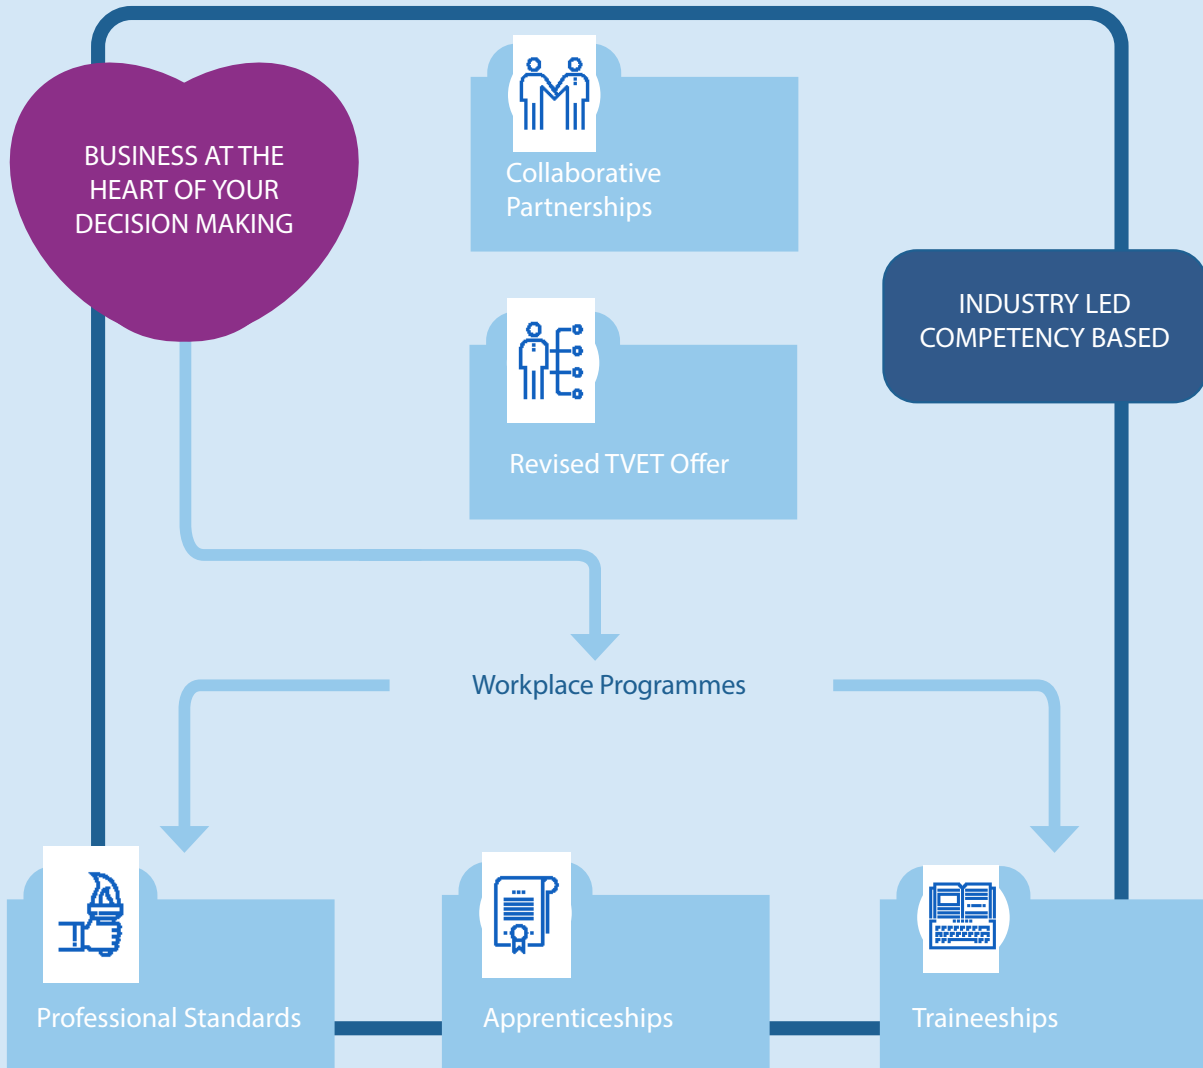 BUSINESS AT THE
HEART OF YOUR
DECISION MAKING
Collaborative
Partnerships
INDUSTRY LED
COMPETENCY BASED
Revised TVET Offer
Workplace Programmes
Professional Standards
Apprenticeships
Traineeships